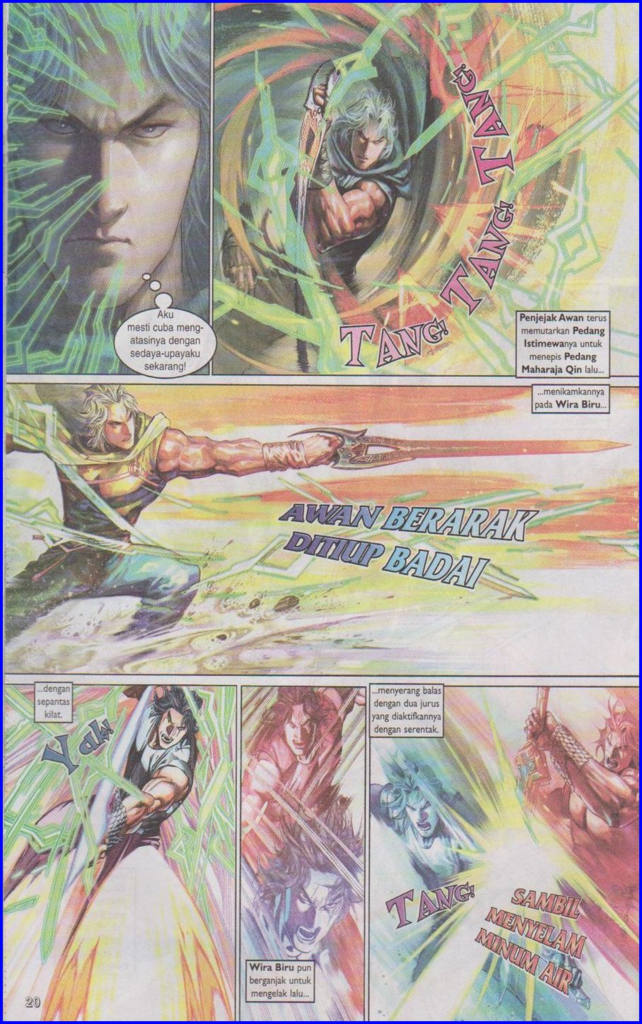 Aku
mesti cuba meng-
atasinya dengan
sedaya-upayaku
sekarang!
TANG! TANG! TANG!
Penjejak Awan terus
memutarkan Pedang
Istimewanya untuk
menepis Pedang
Maharaja Qin lalu...
...menikamkannya
pada Wira Biru...
AWAN BERARAK
DITIUP BADAI
...dengan
sepantas
kilat.
Yah!
Wira Biru pun
berganjak untuk
mengelak lalu...
...menyerang balas
dengan dua jurus
yang diaktifkannya
dengan serentak.
TANG!
SAMBIL
MENYELAM
MINUM AIR
20